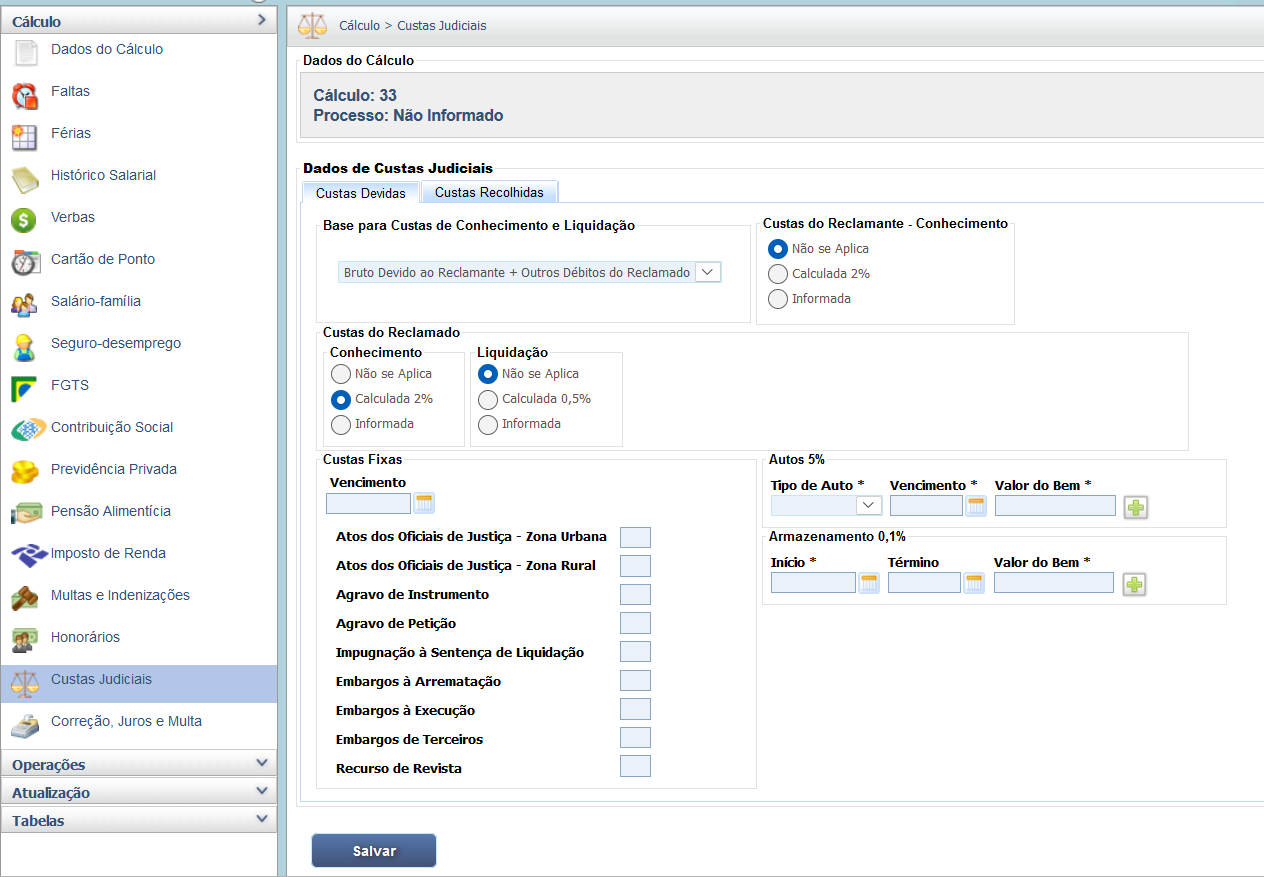 Cálculo
Dados do Cálculo
Faltas
Férias
Histórico Salarial
Verbas
Cartão de Ponto
Salário-família
Seguro-desemprego
FGTS
Contribuição Social
Previdência Privada
Pensão Alimentícia
Imposto de Renda
Multas e Indenizações
Honorários
Custas Judiciais
Correção, Juros e Multa
Operações
Atualização
Tabelas
Cálculo > Custas Judiciais
Dados do Cálculo
Cálculo: 33
Processo: Não Informado
Dados de Custas Judiciais
Custas Devidas Custas Recolhidas
Base para Custas de Conhecimento e Liquidação
Bruto Devido ao Reclamante + Outros Débitos do Reclamado
Custas do Reclamante - Conhecimento
Não se Aplica
Calculada 2%
Informada
Custas do Reclamado
Conhecimento
Não se Aplica
Calculada 2%
Informada
Liquidação
Não se Aplica
Calculada 0,5%
Informada
Custas Fixas
Vencimento
Atos dos Oficiais de Justiça - Zona Urbana
Atos dos Oficiais de Justiça - Zona Rural
Agravo de Instrumento
Agravo de Petição
Impugnação à Sentença de Liquidação
Embargos à Arrematação
Embargos à Execução
Embargos de Terceiros
Recurso de Revista
Autos 5%
Tipo de Auto * Vencimento * Valor do Bem *
Armazenamento 0,1%
Início * Término Valor do Bem *
Salvar